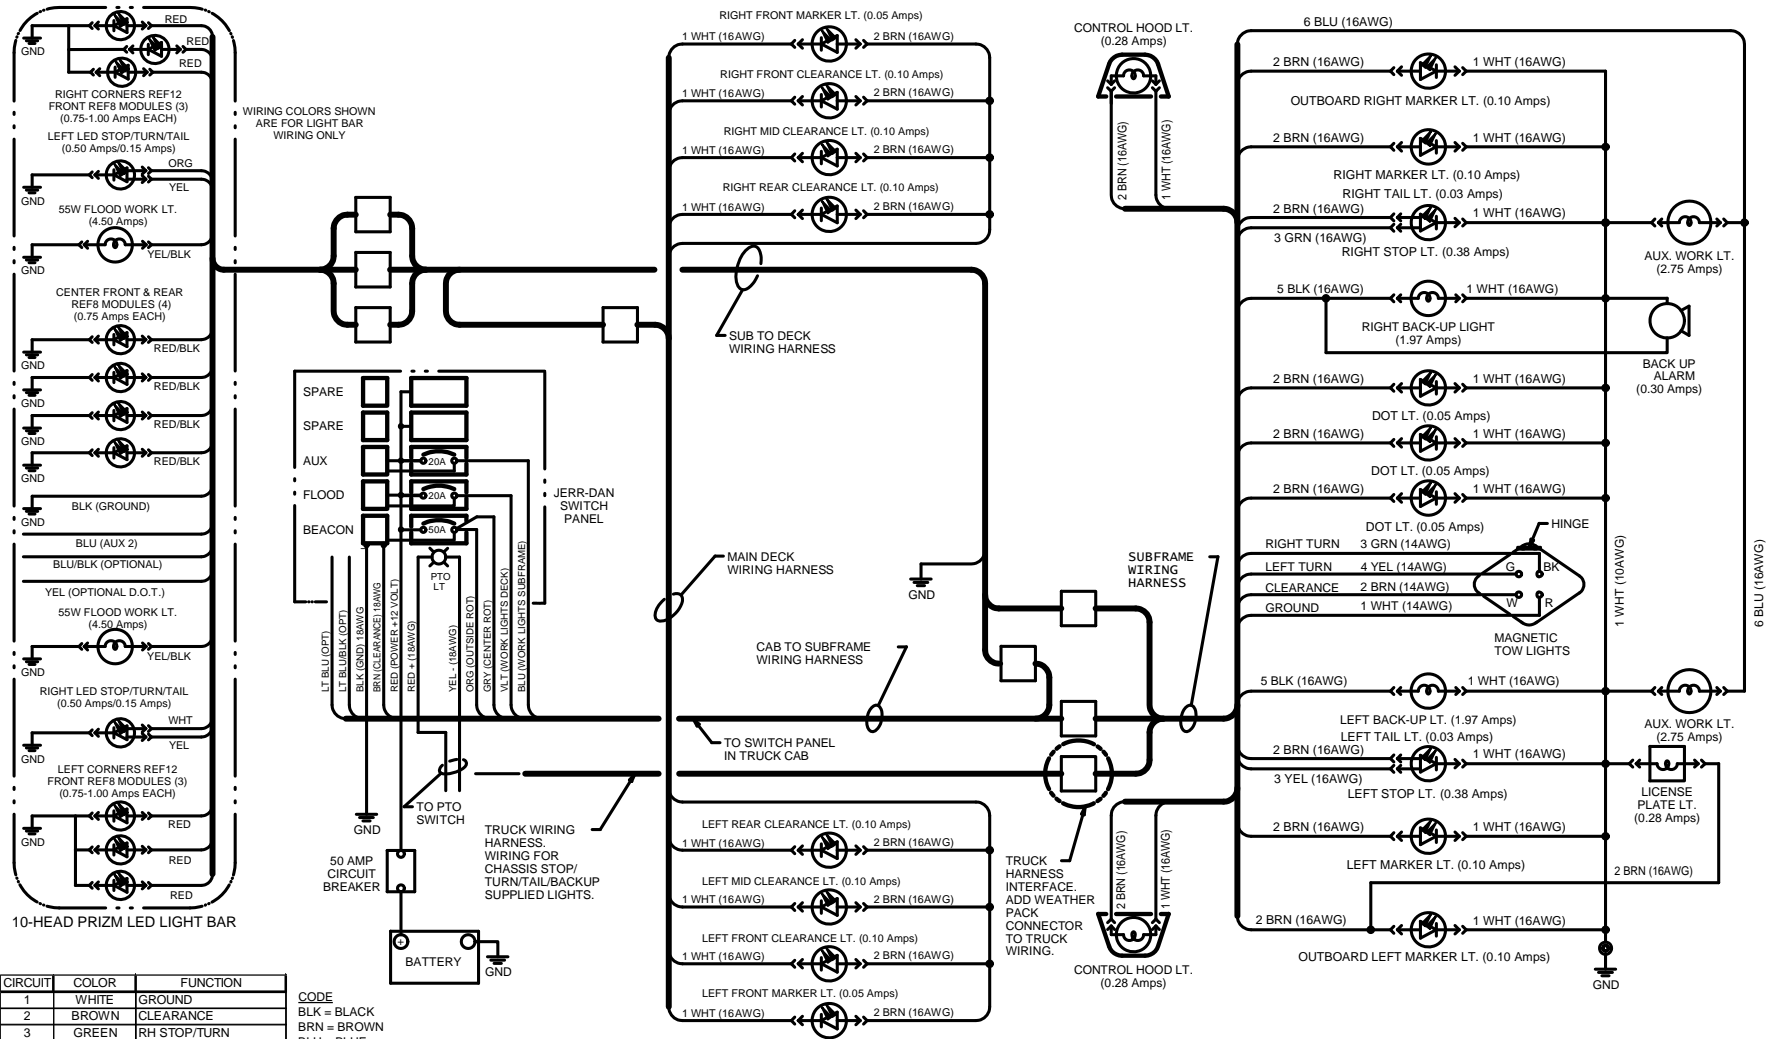 RED
GND
RED
RED
RIGHT CORNERS REF12
FRONT REF8 MODULES (3)
(0.75-1.00 Amps EACH)
LEFT LED STOP/TURN/TAIL
(0.50 Amps/0.15 Amps)
ORG
YEL
GND
55W FLOOD WORK LT.
(4.50 Amps)
YEL/BLK
GND
CENTER FRONT & REAR
REF8 MODULES (4)
(0.75 Amps EACH)
RED/BLK
GND
RED/BLK
GND
RED/BLK
GND
RED/BLK
GND
BLK (GROUND)
GND
BLU (AUX 2)
BLU/BLK (OPTIONAL)
YEL (OPTIONAL D.O.T.)
55W FLOOD WORK LT.
(4.50 Amps)
YEL/BLK
GND
RIGHT LED STOP/TURN/TAIL
(0.50 Amps/0.15 Amps)
WHT
YEL
GND
LEFT CORNERS REF12
FRONT REF8 MODULES (3)
(0.75-1.00 Amps EACH)
RED
GND
RED
RED
10-HEAD PRIZM LED LIGHT BAR
WIRING COLORS SHOWN
ARE FOR LIGHT BAR
WIRING ONLY
SPARE
SPARE
AUX
20A
FLOOD
20A
BEACON
50A
PTO
LT
JERR-DAN
SWITCH
PANEL
LT BLU (OPT)
LT BLU/BLK (OPT)
BLK (GND) 18AWG
BRN (CLEARANCE) 18AWG
RED (POWER +12 VOLT)
RED + (18AWG)
YEL - (18AWG)
ORG (OUTSIDE ROT)
GRY (CENTER ROT)
VLT (WORK LIGHTS DECK)
BLU (WORK LIGHTS SUBFRAME)
GND
TO PTO
SWITCH
50 AMP
CIRCUIT
BREAKER
BATTERY
GND
TRUCK WIRING
HARNESS.
WIRING FOR
CHASSIS STOP/
TURN/TAIL/BACKUP
SUPPLIED LIGHTS.
RIGHT FRONT MARKER LT. (0.05 Amps)
1 WHT (16AWG) 2 BRN (16AWG)
RIGHT FRONT CLEARANCE LT. (0.10 Amps)
1 WHT (16AWG) 2 BRN (16AWG)
RIGHT MID CLEARANCE LT. (0.10 Amps)
1 WHT (16AWG) 2 BRN (16AWG)
RIGHT REAR CLEARANCE LT. (0.10 Amps)
1 WHT (16AWG) 2 BRN (16AWG)
SUB TO DECK
WIRING HARNESS
MAIN DECK
WIRING HARNESS
GND
CAB TO SUBFRAME
WIRING HARNESS
TO SWITCH PANEL
IN TRUCK CAB
LEFT REAR CLEARANCE LT. (0.10 Amps)
1 WHT (16AWG) 2 BRN (16AWG)
LEFT MID CLEARANCE LT. (0.10 Amps)
1 WHT (16AWG) 2 BRN (16AWG)
LEFT FRONT CLEARANCE LT. (0.10 Amps)
1 WHT (16AWG) 2 BRN (16AWG)
LEFT FRONT MARKER LT. (0.05 Amps)
1 WHT (16AWG) 2 BRN (16AWG)
CONTROL HOOD LT.
(0.28 Amps)
2 BRN (16AWG)
1 WHT (16AWG)
SUBFRAME
WIRING
HARNESS
TRUCK
HARNESS
INTERFACE.
ADD WEATHER
PACK
CONNECTOR
TO TRUCK
WIRING.
2 BRN (16AWG)
1 WHT (16AWG)
CONTROL HOOD LT.
(0.28 Amps)
6 BLU (16AWG)
2 BRN (16AWG) 1 WHT (16AWG)
OUTBOARD RIGHT MARKER LT. (0.10 Amps)
2 BRN (16AWG) 1 WHT (16AWG)
RIGHT MARKER LT. (0.10 Amps)
RIGHT TAIL LT. (0.03 Amps)
2 BRN (16AWG) 1 WHT (16AWG)
3 GRN (16AWG)
RIGHT STOP LT. (0.38 Amps)
AUX. WORK LT.
(2.75 Amps)
5 BLK (16AWG) 1 WHT (16AWG)
RIGHT BACK-UP LIGHT
(1.97 Amps)
BACK UP
ALARM
(0.30 Amps)
2 BRN (16AWG) 1 WHT (16AWG)
DOT LT. (0.05 Amps)
2 BRN (16AWG) 1 WHT (16AWG)
DOT LT. (0.05 Amps)
2 BRN (16AWG) 1 WHT (16AWG)
DOT LT. (0.05 Amps)
HINGE
RIGHT TURN 3 GRN (14AWG)
LEFT TURN 4 YEL (14AWG)
CLEARANCE 2 BRN (14AWG)
GROUND 1 WHT (14AWG)
G BK
W R
MAGNETIC
TOW LIGHTS
1 WHT (10AWG)
6 BLU (16AWG)
5 BLK (16AWG) 1 WHT (16AWG)
LEFT BACK-UP LT. (1.97 Amps)
AUX. WORK LT.
(2.75 Amps)
LEFT TAIL LT. (0.03 Amps)
2 BRN (16AWG) 1 WHT (16AWG)
3 YEL (16AWG)
LEFT STOP LT. (0.38 Amps)
LICENSE
PLATE LT.
(0.28 Amps)
2 BRN (16AWG) 1 WHT (16AWG)
LEFT MARKER LT. (0.10 Amps)
2 BRN (16AWG)
2 BRN (16AWG) 1 WHT (16AWG)
OUTBOARD LEFT MARKER LT. (0.10 Amps)
GND
CIRCUIT COLOR FUNCTION
1 WHITE GROUND
2 BROWN CLEARANCE
3 GREEN RH STOP/TURN
CODE
BLK = BLACK
BRN = BROWN